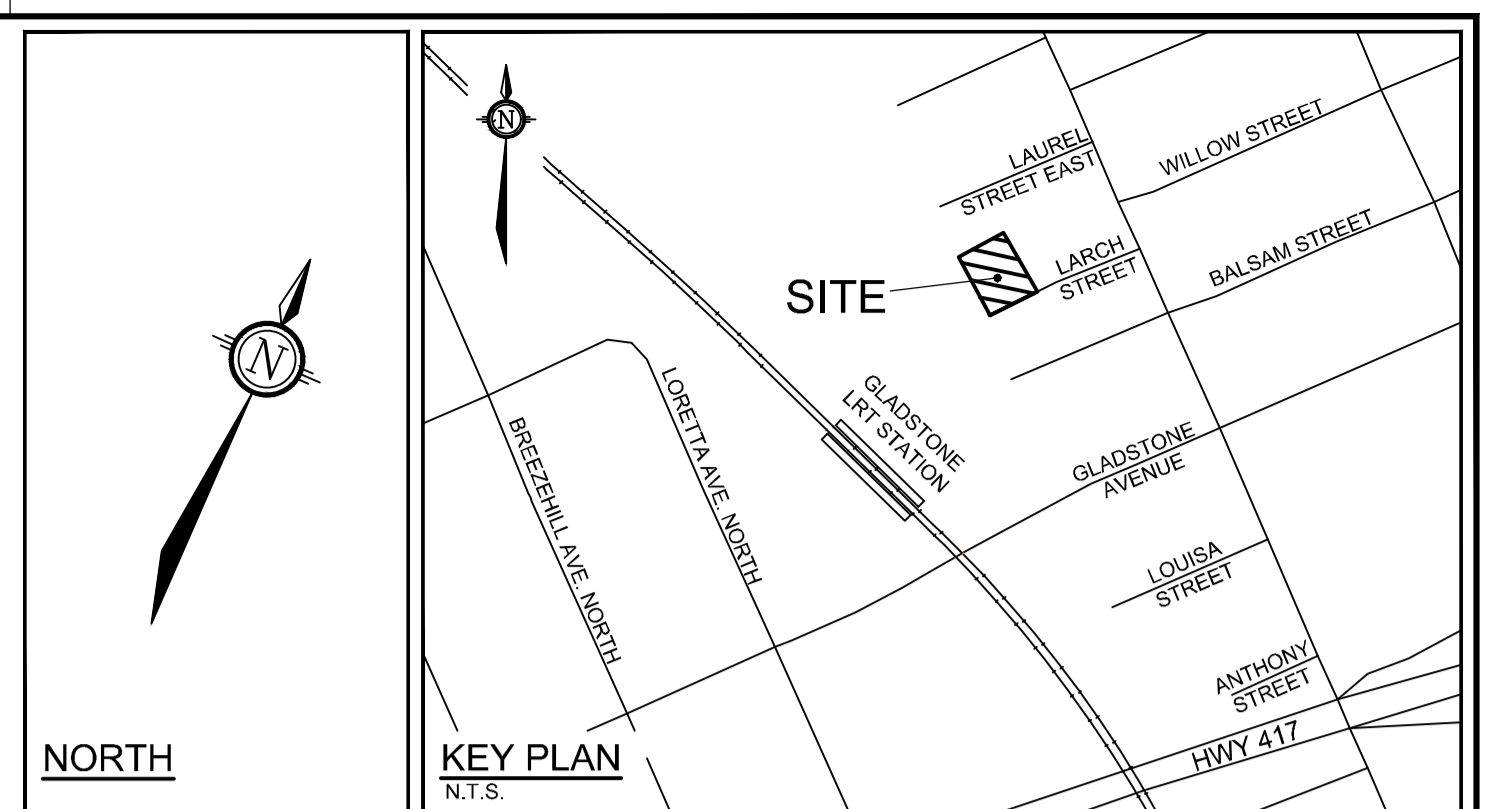 N
NORTH
N
LAUREL
STREET EAST
WILLOW STREET
LARCH
STREET
BALSAM STREET
SITE
GLADSTONE
LRT STATION
LORETTA AVE. NORTH
BREEZEHILL AVE. NORTH
GLADSTONE
AVENUE
LOUISA
STREET
ANTHONY
STREET
HWY 417
KEY PLAN
N.T.S.